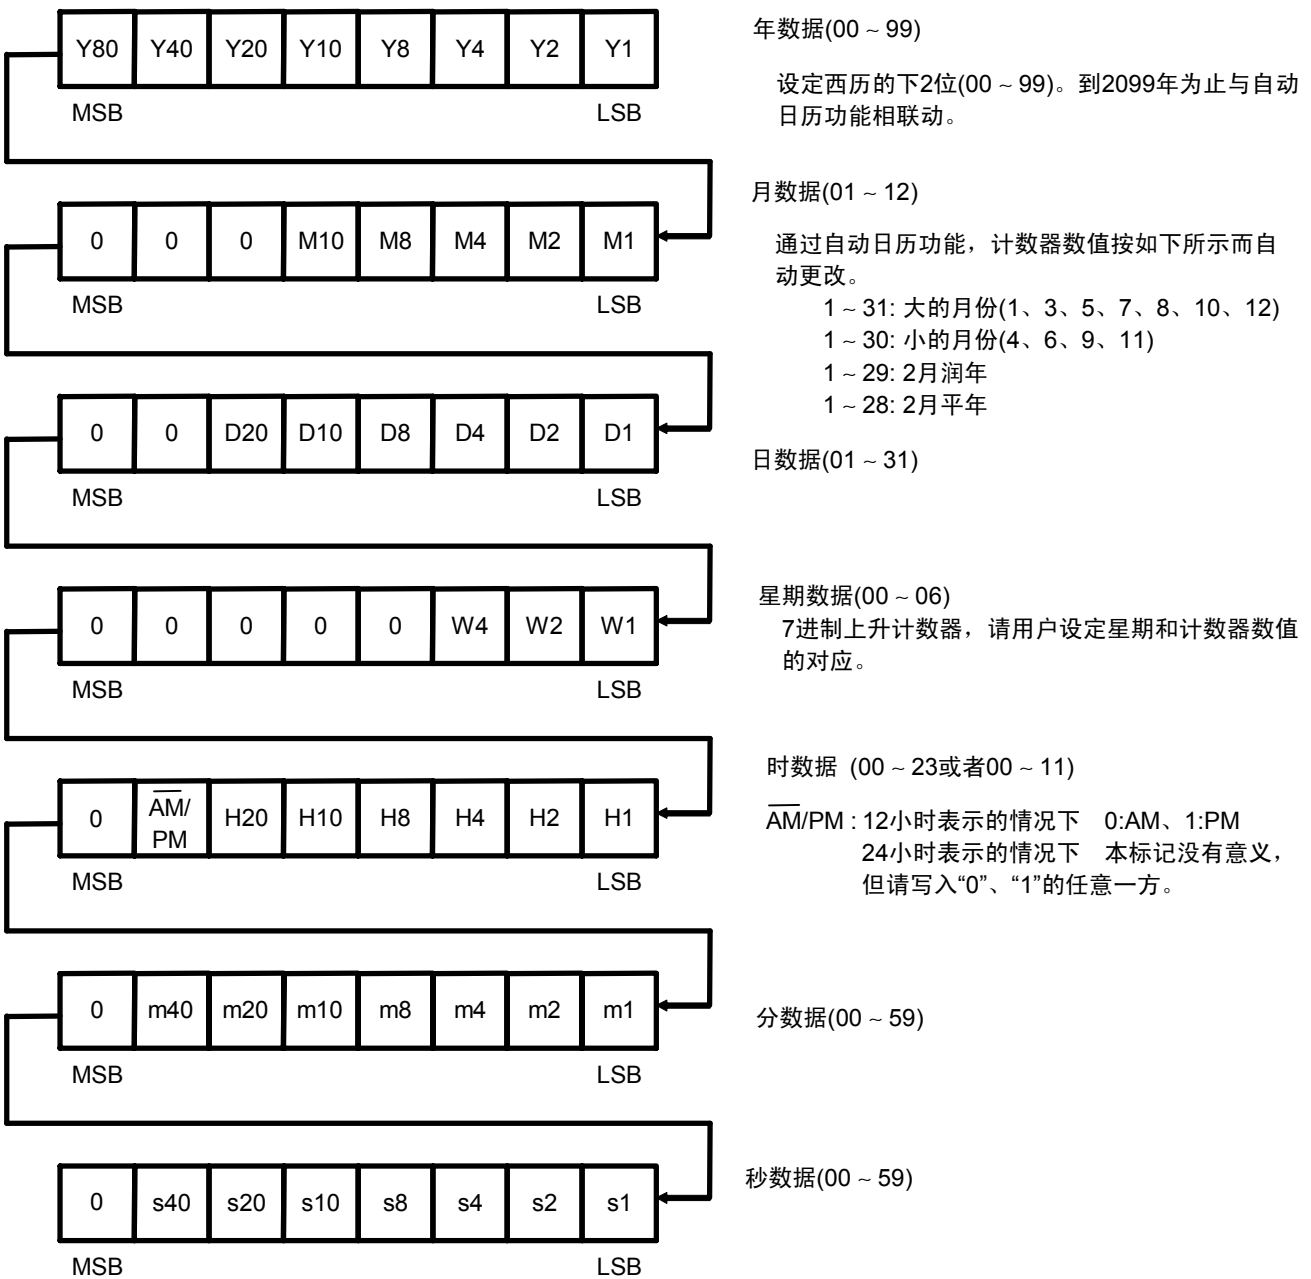 Y80 Y40 Y20 Y10 Y8 Y4 Y2 Y1
MSB LSB
年数据(00 ~ 99)
设定西历的下2位(00 ~ 99)。到2099年为止与自动
日历功能相联动。
0 0 0 M10 M8 M4 M2 M1
MSB LSB
月数据(01 ~ 12)
通过自动日历功能，计数器数值按如下所示而自
动更改。
1 ~ 31: 大的月份(1、3、5、7、8、10、12)
1 ~ 30: 小的月份(4、6、9、11)
1 ~ 29: 2月润年
1 ~ 28: 2月平年
0 0 D20 D10 D8 D4 D2 D1
MSB LSB
日数据(01 ~ 31)
0 0 0 0 0 W4 W2 W1
MSB LSB
星期数据(00 ~ 06)
7进制上升计数器，请用户设定星期和计数器数值
的对应。
0 A̅M̅/PM H20 H10 H8 H4 H2 H1
MSB LSB
时数据 (00 ~ 23或者00 ~ 11)
A̅M̅/PM : 12小时表示的情况下 0:AM、1:PM
24小时表示的情况下 本标记没有意义，
但请写入“0”、“1”的任意一方。
0 m40 m20 m10 m8 m4 m2 m1
MSB LSB
分数据(00 ~ 59)
0 s40 s20 s10 s8 s4 s2 s1
MSB LSB
秒数据(00 ~ 59)